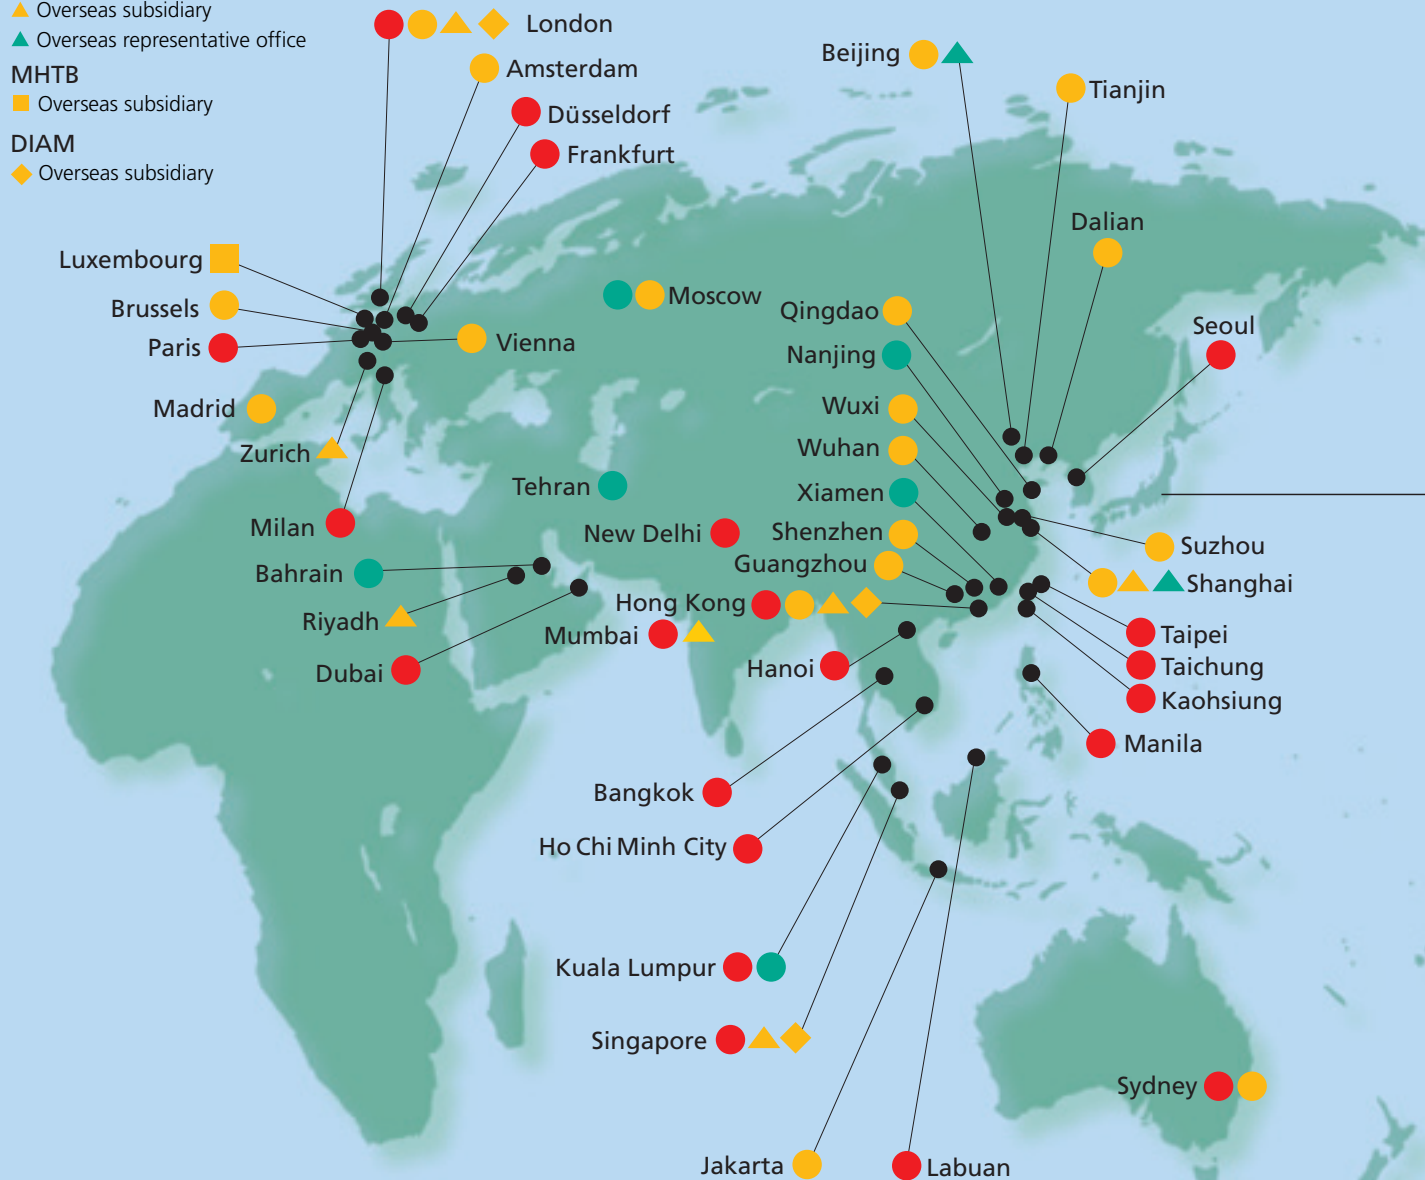 Overseas subsidiary
Overseas representative office
MHTB
Overseas subsidiary
DIAM
Overseas subsidiary
London
Amsterdam
Düsseldorf
Frankfurt
Beijing
Tianjin
Dalian
Luxembourg
Brussels
Paris
Vienna
Madrid
Zurich
Milan
Moscow
Tehran
New Delhi
Bahrain
Riyadh
Dubai
Qingdao
Nanjing
Wuxi
Wuhan
Xiamen
Shenzhen
Guangzhou
Hong Kong
Mumbai
Hanoi
Seoul
Suzhou
Shanghai
Taipei
Taichung
Kaohsiung
Manila
Bangkok
Ho Chi Minh City
Kuala Lumpur
Singapore
Sydney
Jakarta
Labuan